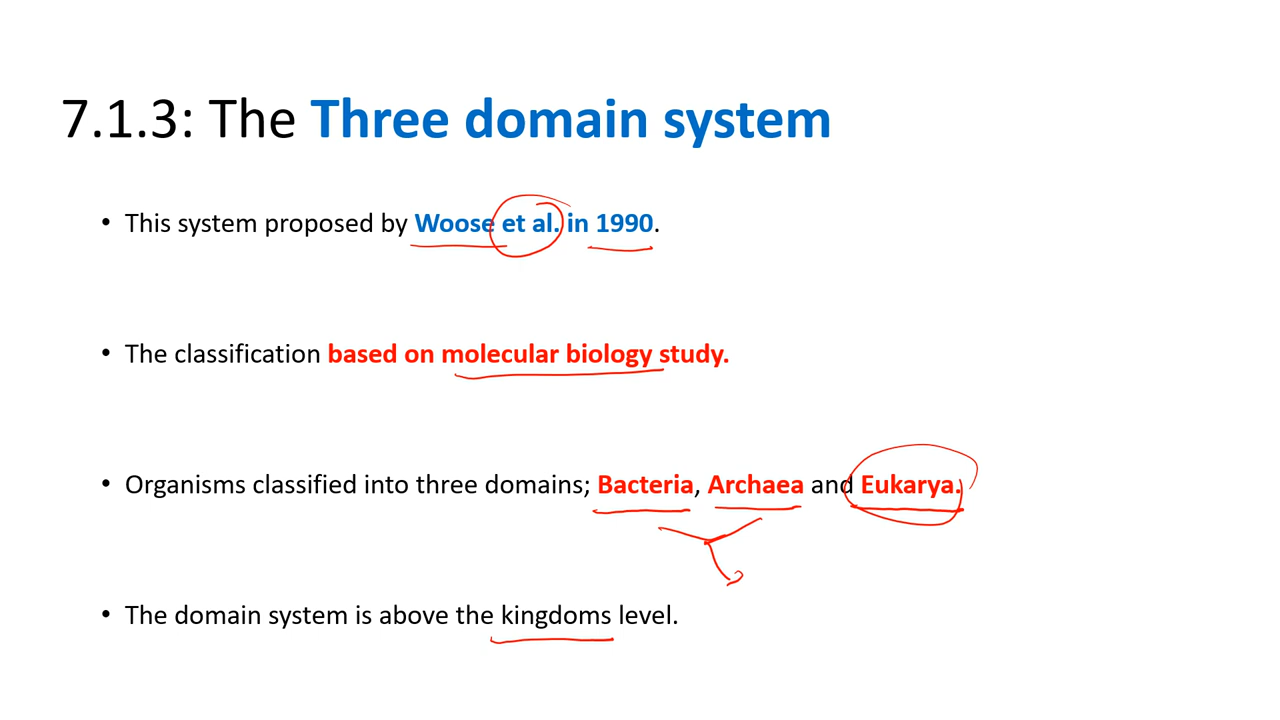 7.1.3: The Three domain system
• This system proposed by Woose et al. in 1990.
• The classification based on molecular biology study.
• Organisms classified into three domains; Bacteria, Archaea and Eukarya.
• The domain system is above the kingdoms level.